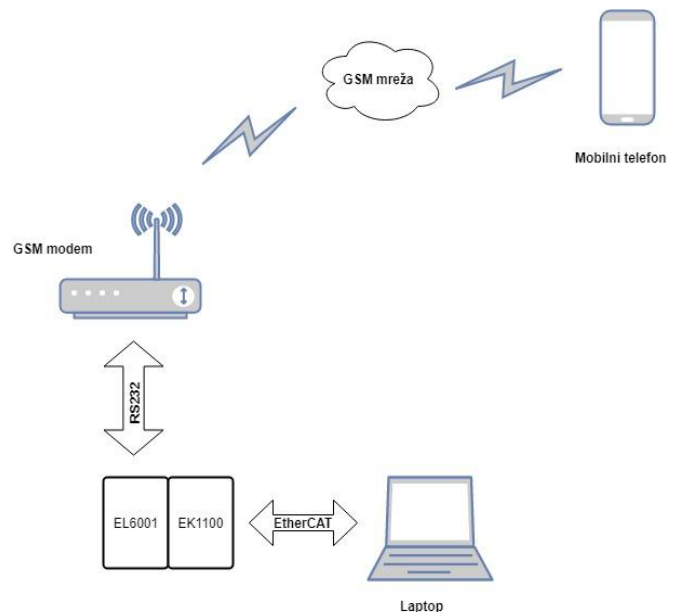 GSM mreža
Mobilni telefon
GSM modem
RS232
EL6001
EK1100
EtherCAT
Laptop